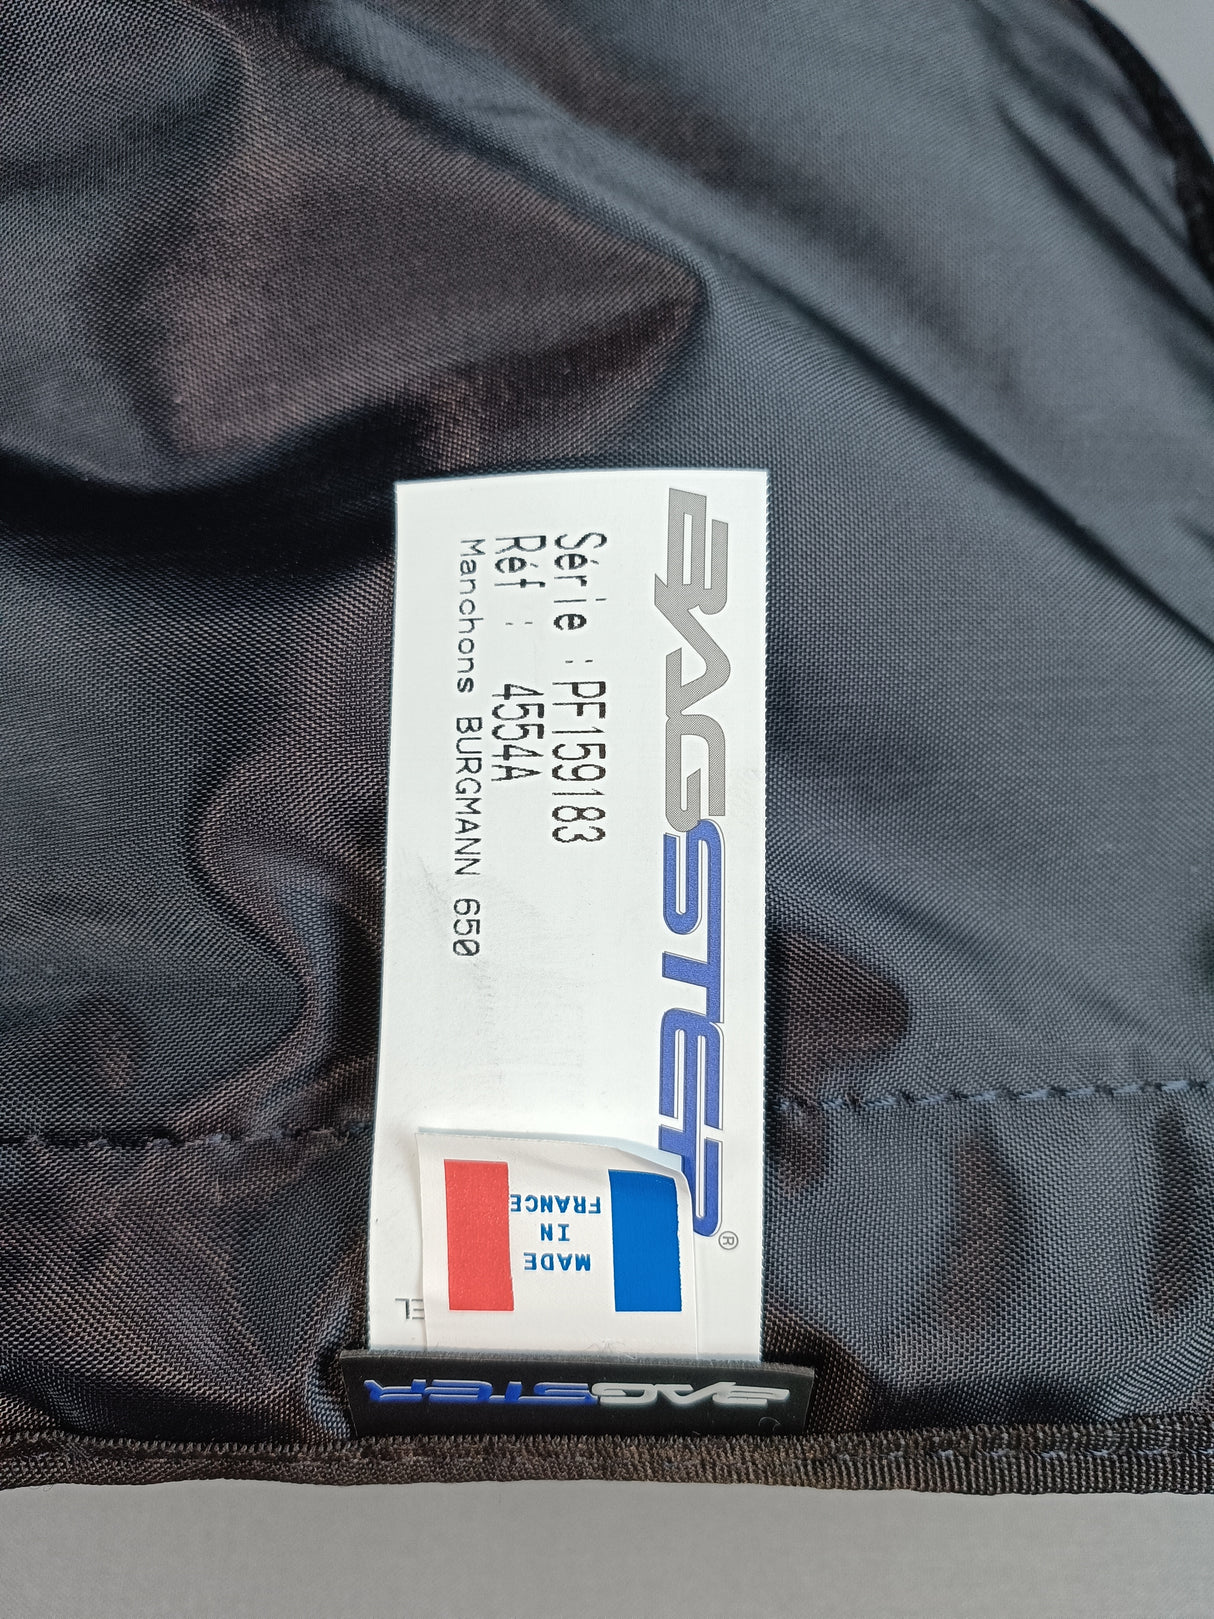 BAGSTER®
Série : PF159183
Réf : 4554A
Manchons BURGMANN 650
MADE
IN
FRANCE
BAGSTER